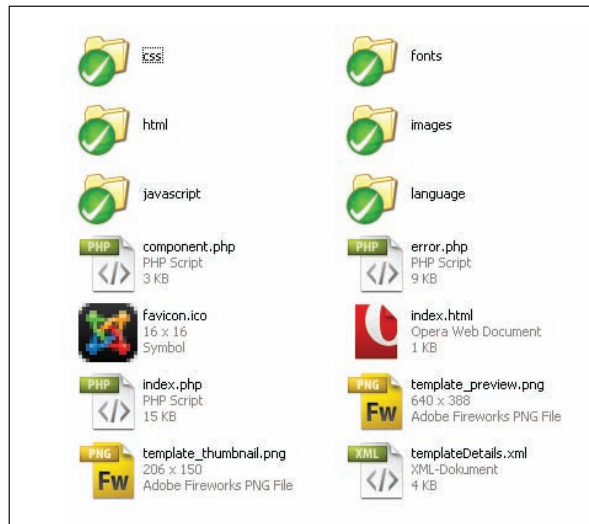 css
fonts
html
images
javascript
language
PHP
component.php
PHP Script
3 KB
PHP
error.php
PHP Script
9 KB
favicon.ico
16 x 16
Symbol
index.html
Opera Web Document
1 KB
PHP
index.php
PHP Script
15 KB
PNG
Fw
template_preview.png
640 x 388
Adobe Fireworks PNG File
PNG
Fw
template_thumbnail.png
206 x 150
Adobe Fireworks PNG File
XML
templateDetails.xml
XML-Dokument
4 KB